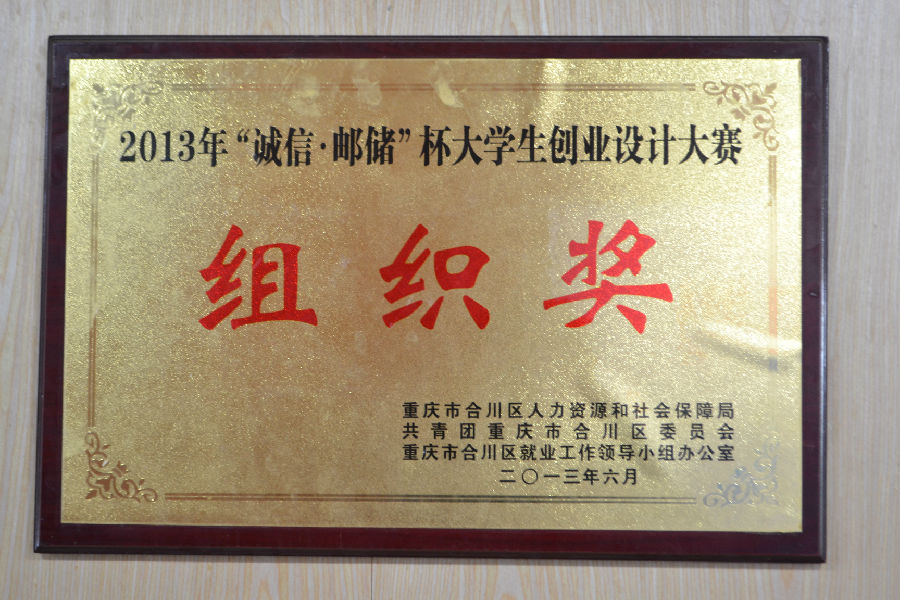 2013年“诚信·邮储”杯大学生创业设计大赛
组织奖
重庆市合川区人力资源和社会保障局
共青团重庆市合川区委员会
重庆市合川区就业工作领导小组办公室
二〇一三年六月